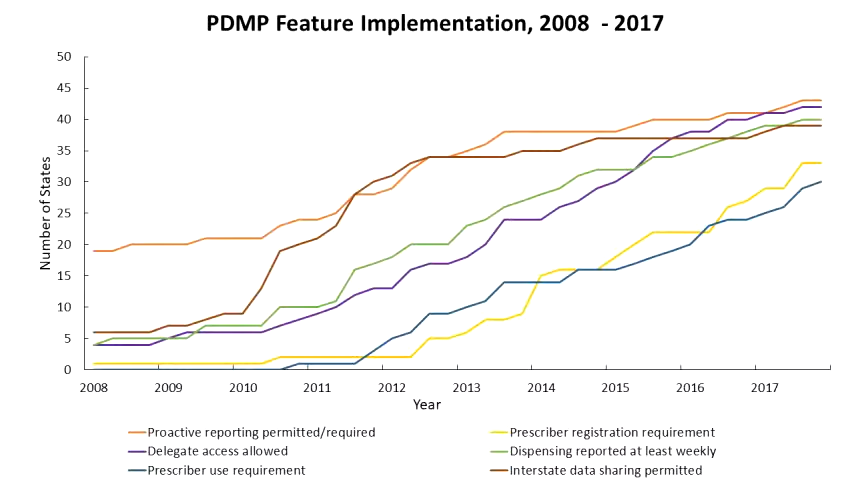 PDMP Feature Implementation, 2008 - 2017
50
45
40
35
30
25
20
15
10
5
0
Number of States
2008 2009 2010 2011 2012 2013 2014 2015 2016 2017
Year
Proactive reporting permitted/required
Prescriber registration requirement
Delegate access allowed
Dispensing reported at least weekly
Prescriber use requirement
Interstate data sharing permitted